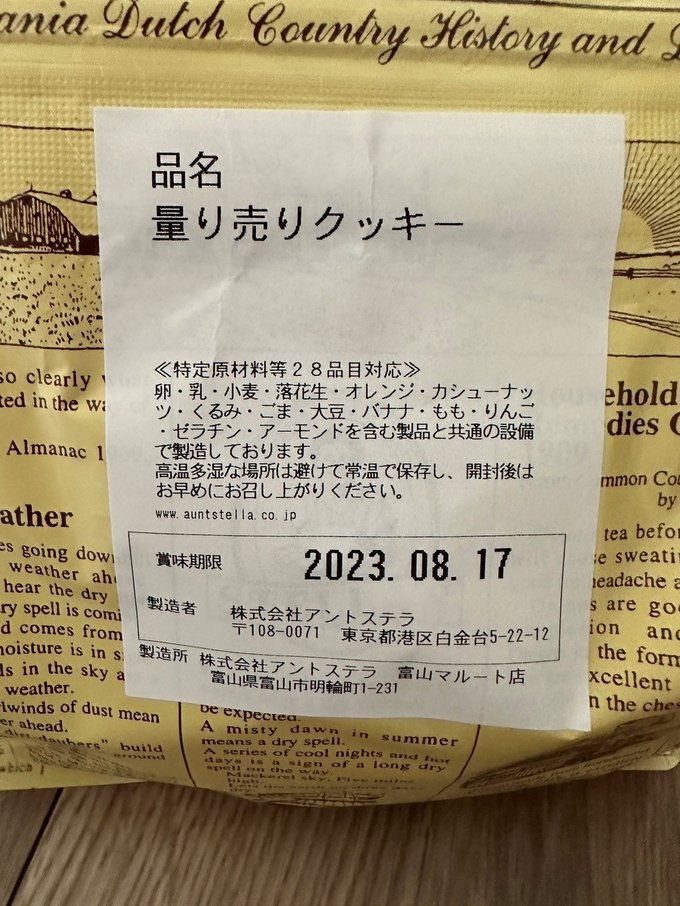 ania Dutch Country History and
品名
量り売りクッキー
≪特定原材料等28品目対応≫
卵・乳・小麦・落花生・オレンジ・カシューナッ
ツ・くるみ・ごま・大豆・バナナ・もも・りんご
・ゼラチン・アーモンドを含む製品と共通の設備
で製造しております。
高温多湿な場所は避けて常温で保存し、開封後は
お早めにお召し上がりください。
www.auntstella.co.jp
賞味期限 2023.08.17
製造者 株式会社アントステラ
〒108-0071 東京都港区白金台5-22-12
製造所 株式会社アントステラ 富山マルート店
富山県富山市明輪町1-231
so clearly
ted in the
Almanac 1
ather
es going down
weather
hear the dry
ry spell is comi
d comes from
moisture is in s
ls in the sky a
weather.
lwinds of dust mean
er ahead.
daubers" build
around
be expected.
A misty dawn in summer
means a dry spell.
A series of cool nights and hot
days is a sign of a long dry
spell on the way.
Mackerel sky, Five miles
high.
ehold
dies
mmon
by
tea befor
sweati
headache a
s are go
ion and
the form
xcellent
n the ches